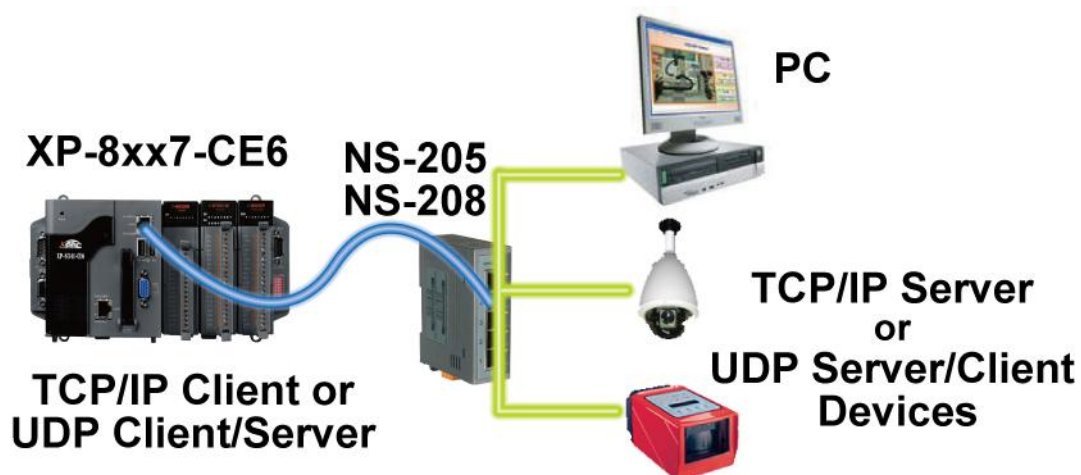 PC
XP-8xx7-CE6
NS-205
NS-208
TCP/IP Server
or
UDP Server/Client
Devices
TCP/IP Client or
UDP Client/Server